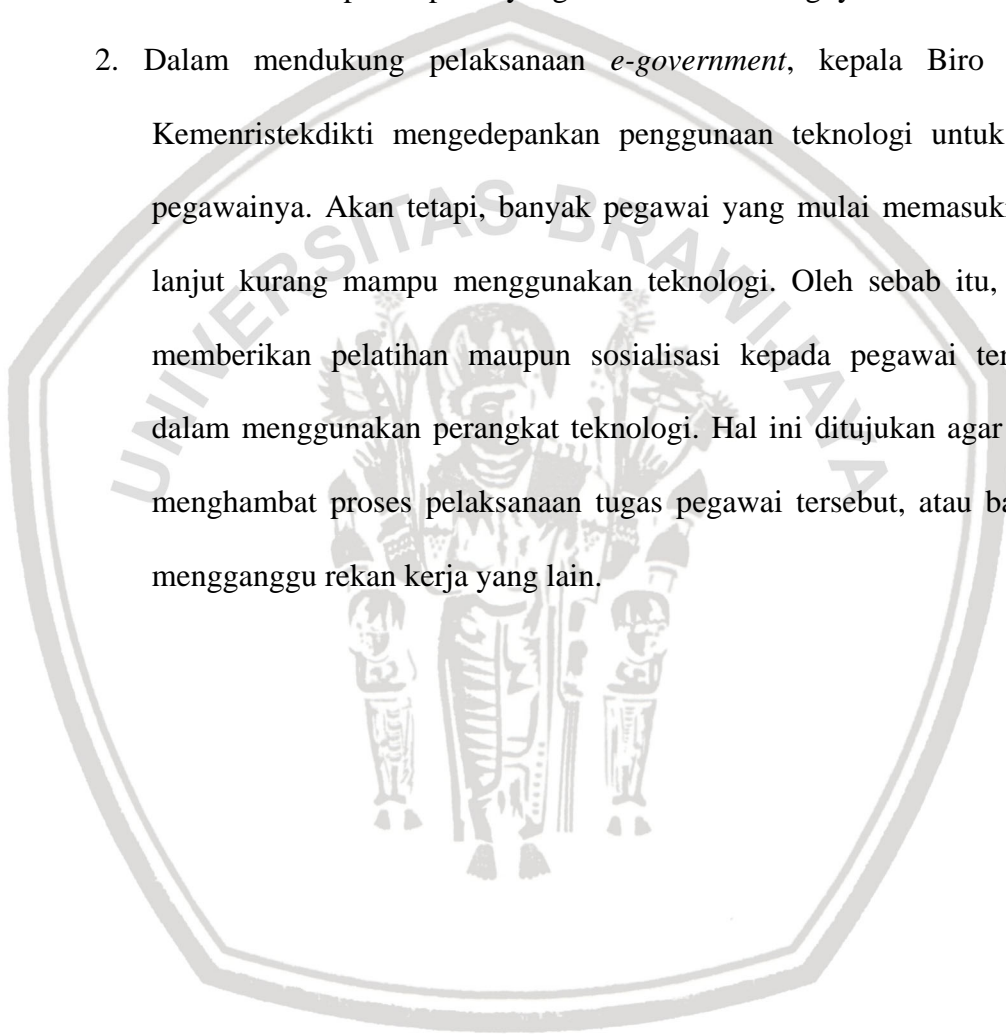 2. Dalam mendukung pelaksanaan e-government, kepala Biro
Kemenristekdikti mengedepankan penggunaan teknologi untuk
pegawainya. Akan tetapi, banyak pegawai yang mulai
lanjut kurang mampu menggunakan teknologi. Oleh sebab itu,
memberikan pelatihan maupun sosialisasi kepada pegawai
dalam menggunakan perangkat teknologi. Hal ini ditujukan agar
menghambat proses pelaksanaan tugas pegawai tersebut, atau
mengganggu rekan kerja yang lain.
UNIVERSITAS BRAWIJAYA